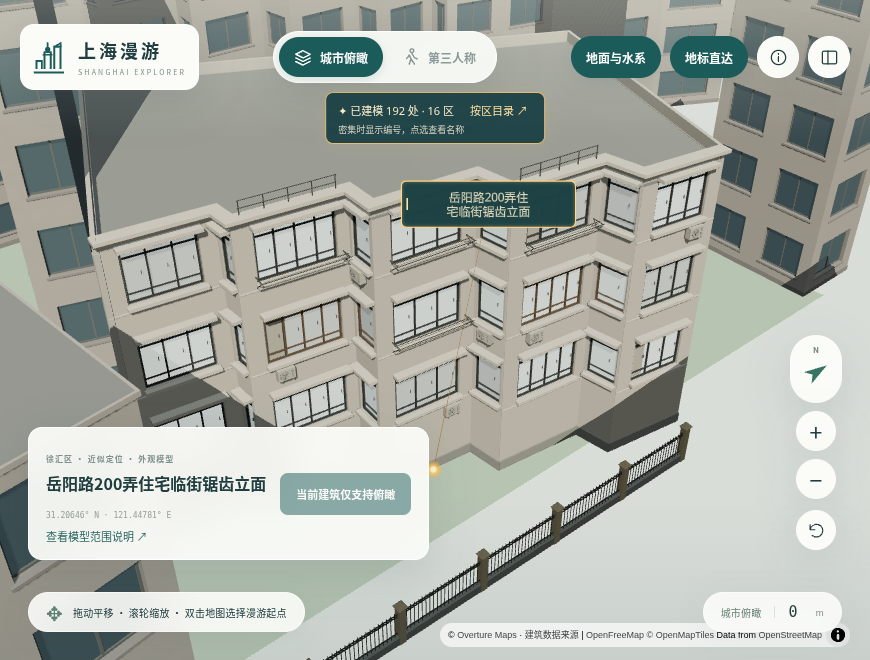 上海漫游
SHANGHAI EXPLORER
城市俯瞰
第三人称
地面与水系
地标直达
✦ 已建模 192 处 · 16 区 按区目录 ↗
密集时显示编号，点选查看名称
岳阳路200弄住
宅临街锯齿立面
N
徐汇区 · 近似定位 · 外观模型
岳阳路200弄住宅临街锯齿立面
当前建筑仅支持俯瞰
31.20646° N · 121.44781° E
查看模型范围说明 ↗
拖动平移 · 滚轮缩放 · 双击地图选择漫游起点
城市俯瞰 0 m
© Overture Maps · 建筑数据来源 | OpenFreeMap © OpenMapTiles Data from OpenStreetMap